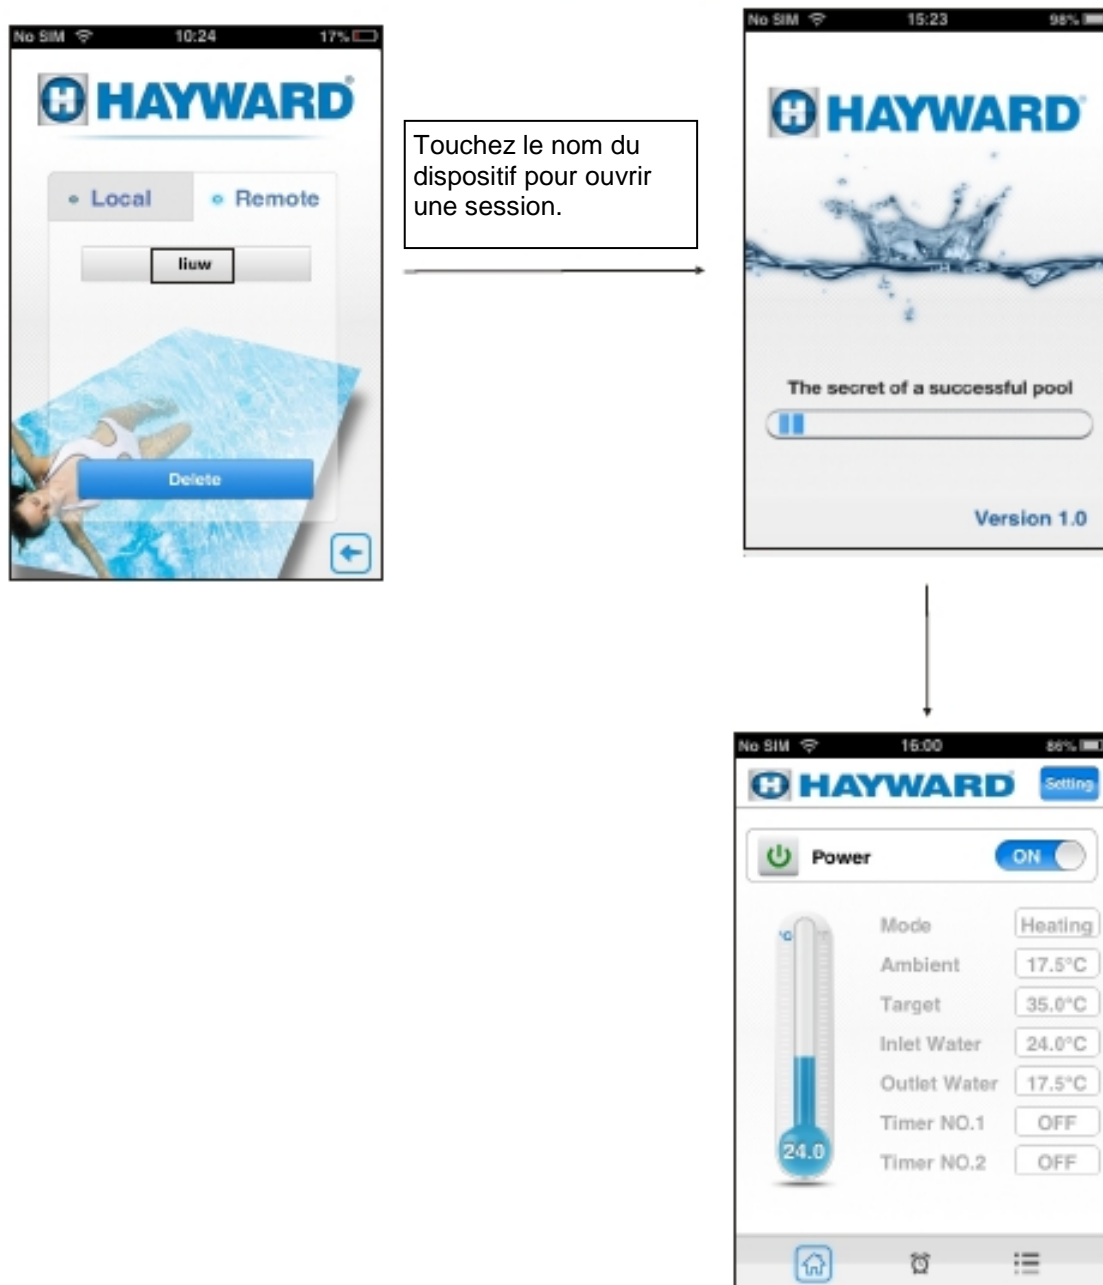 No SIM 10:24 17%
HAYWARD®
Local Remote
liuw
Delete
Touchez le nom du
dispositif pour ouvrir
une session.
No SIM 15:23 98%
HAYWARD®
The secret of a successful pool
Version 1.0
No SIM 16:00 86%
HAYWARD® Setting
Power ON
°C °F
Mode Heating
Ambient 17.5°C
Target 35.0°C
Inlet Water 24.0°C
Outlet Water 17.5°C
Timer NO.1 OFF
24.0
Timer NO.2 OFF